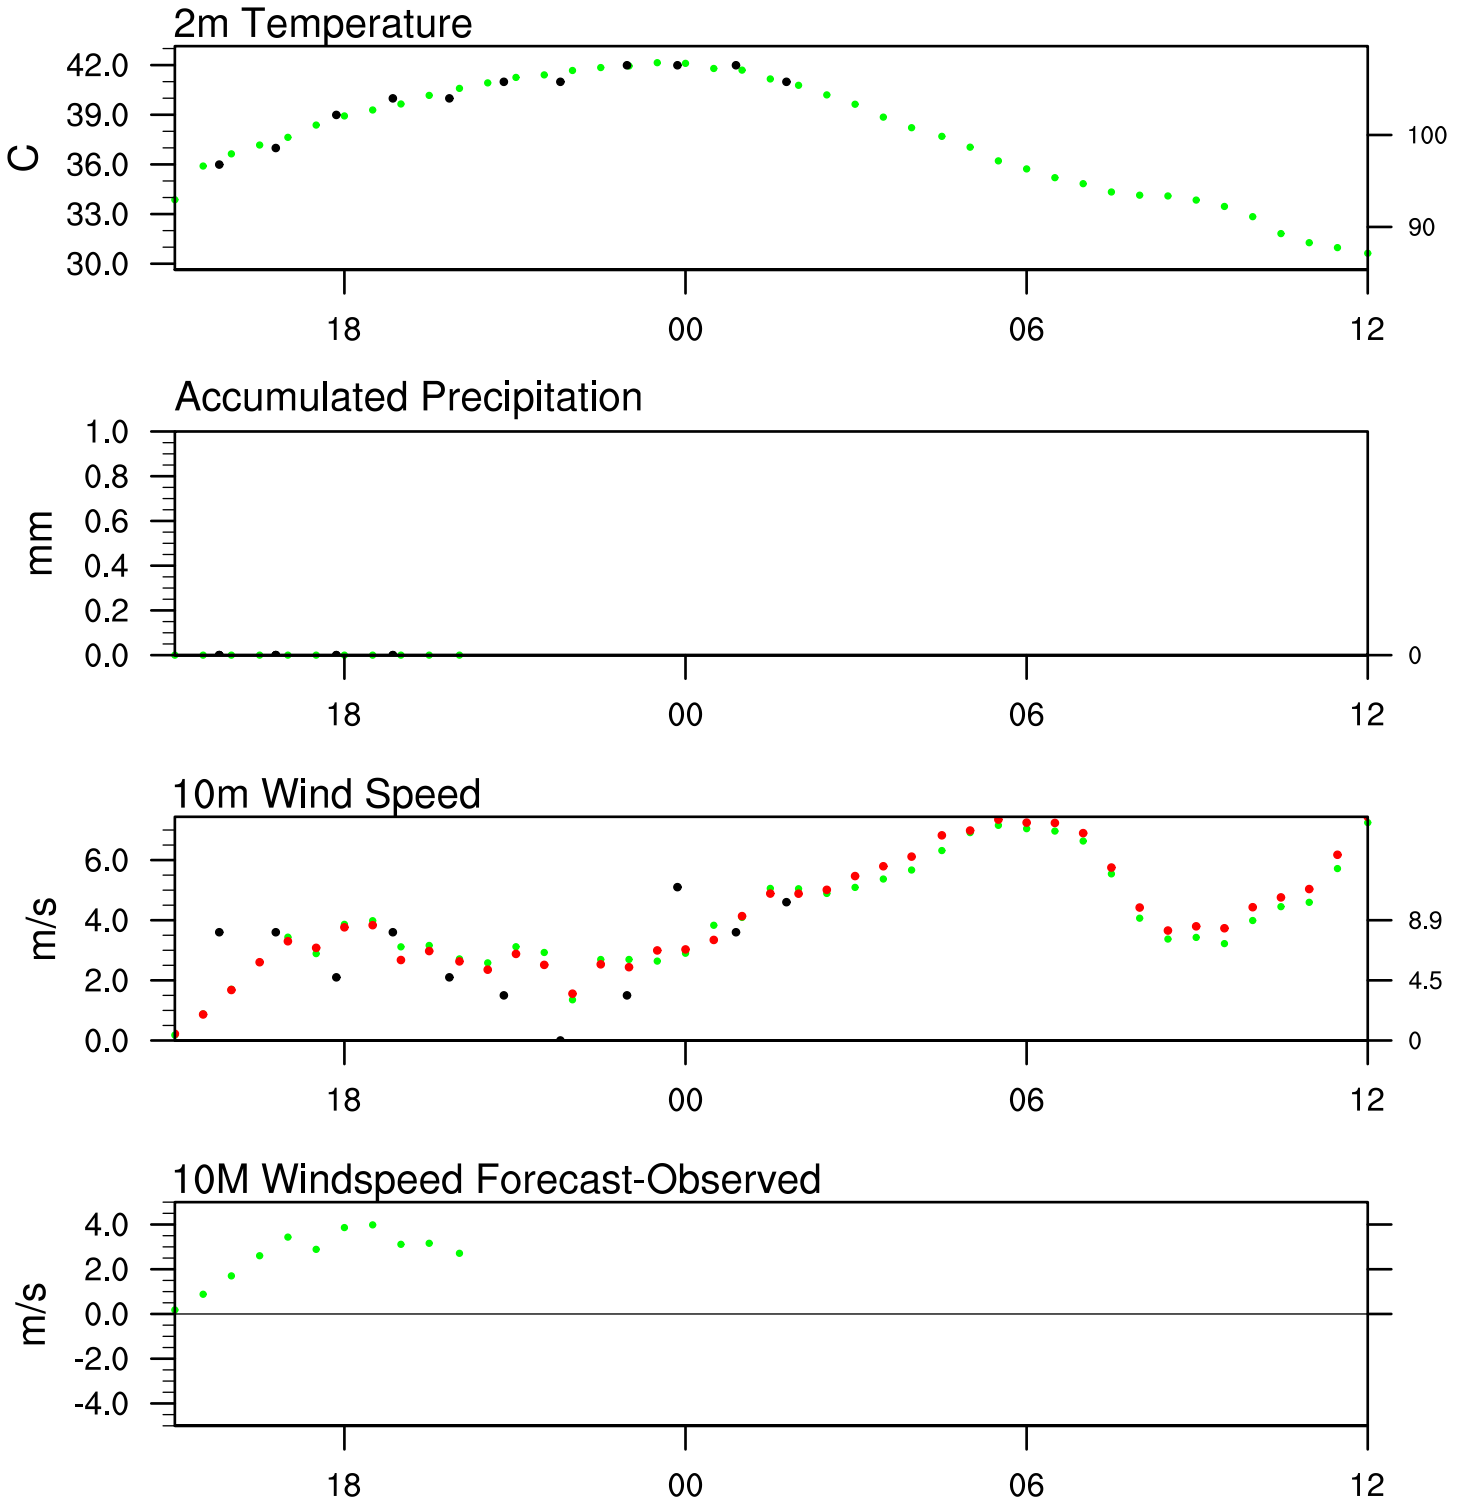 2m Temperature
42.0
39.0
36.0
33.0
30.0
C
100
90
18 00 06 12
Accumulated Precipitation
1.0
0.8
0.6
0.4
0.2
0.0
mm
0
18 00 06 12
10m Wind Speed
6.0
4.0
2.0
0.0
m/s
8.9
4.5
0
18 00 06 12
10M Windspeed Forecast-Observed
4.0
2.0
0.0
-2.0
-4.0
m/s
18 00 06 12